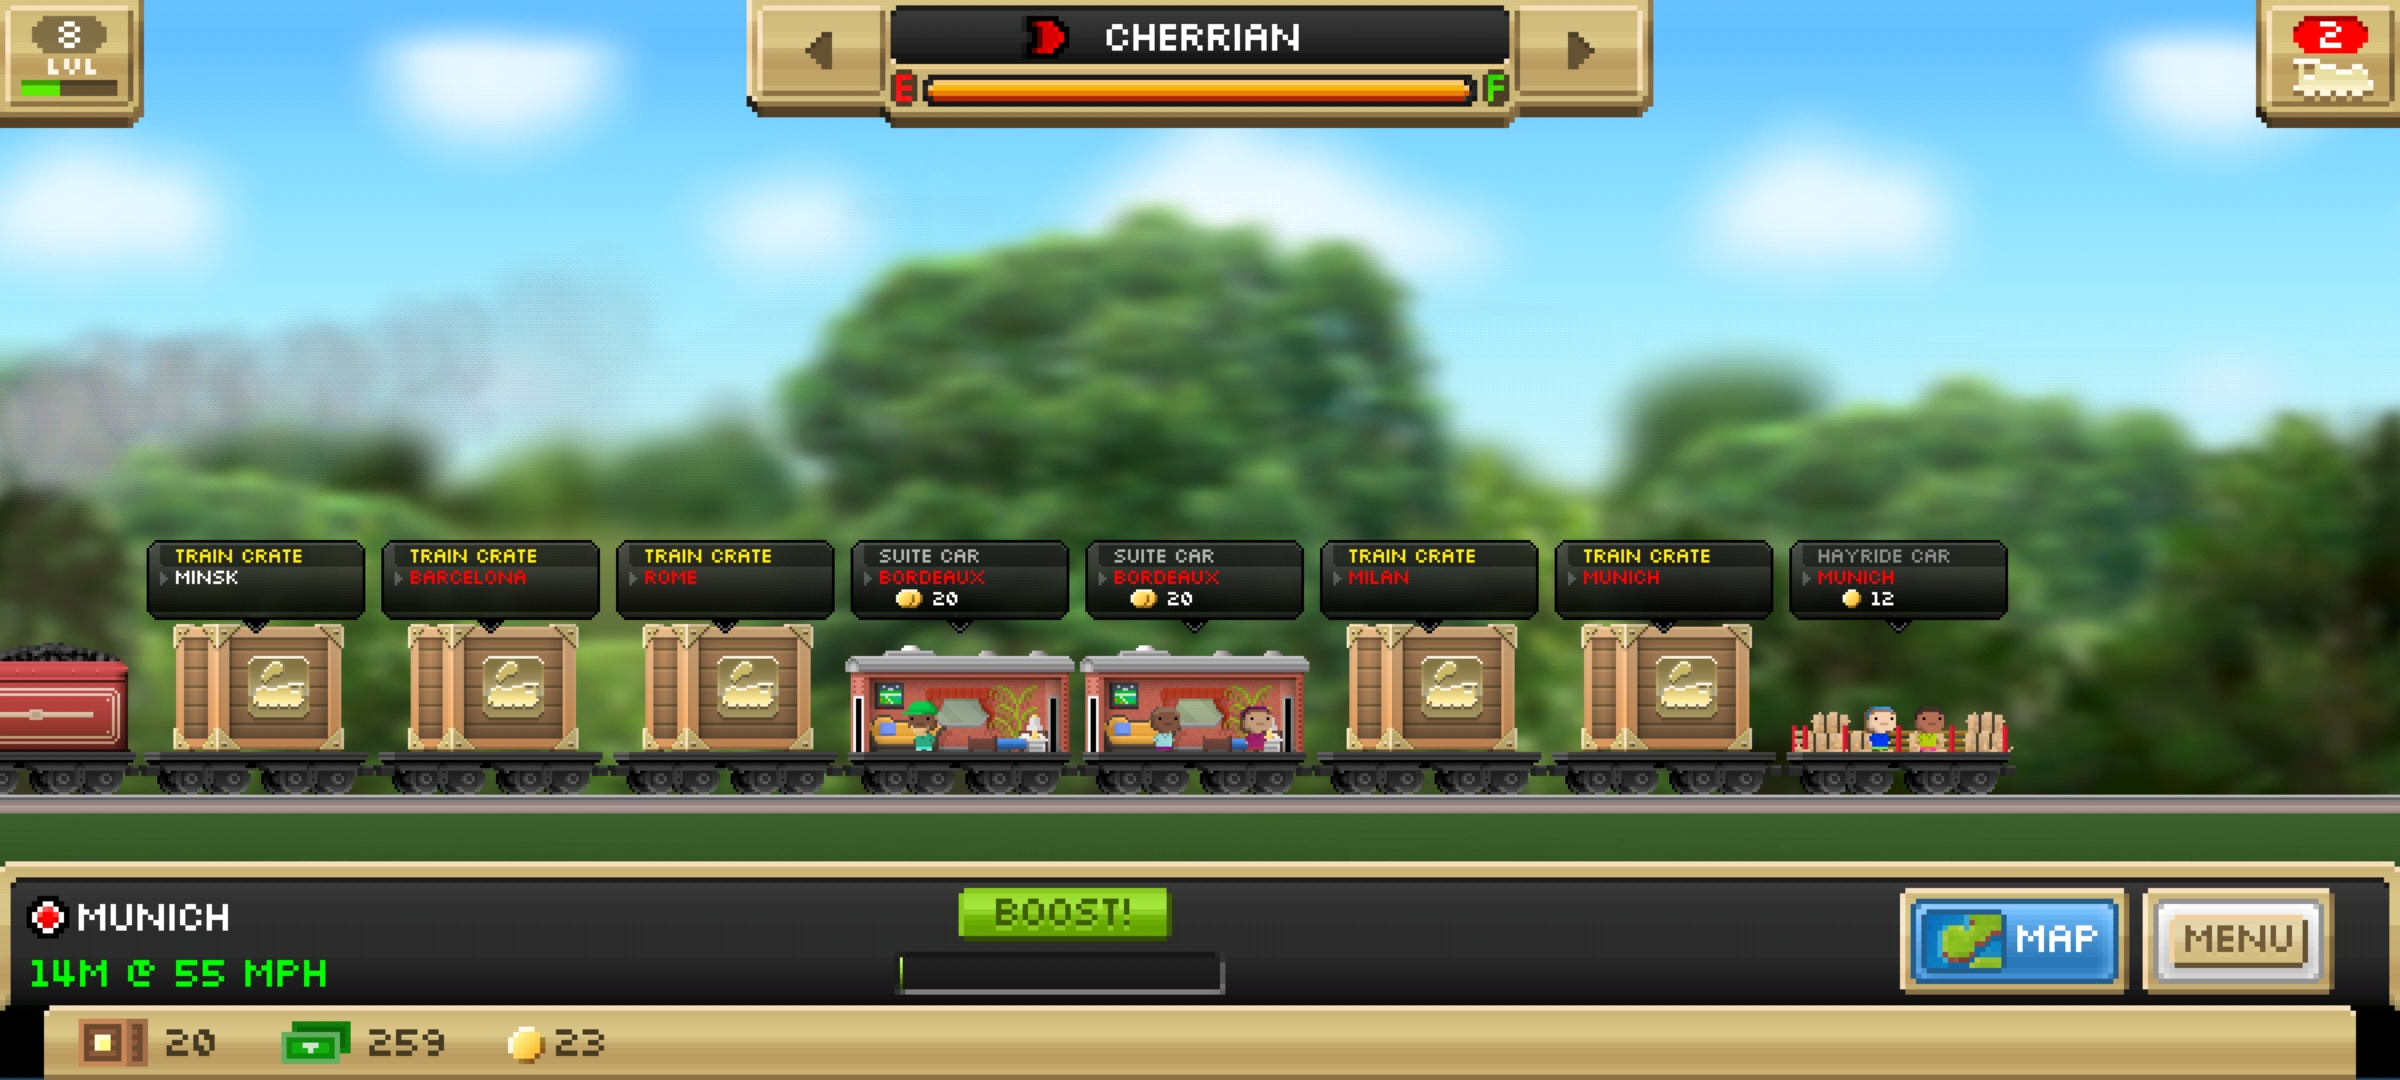 8
LVL
CHERRIAN
E F
2
TRAIN CRATE
MINSK
TRAIN CRATE
BARCELONA
TRAIN CRATE
ROME
SUITE CAR
BORDEAUX
20
SUITE CAR
BORDEAUX
20
TRAIN CRATE
MILAN
TRAIN CRATE
MUNICH
HAYRIDE CAR
MUNICH
12
MUNICH
14M @ 55 MPH
BOOST!
MAP
MENU
20
259
23